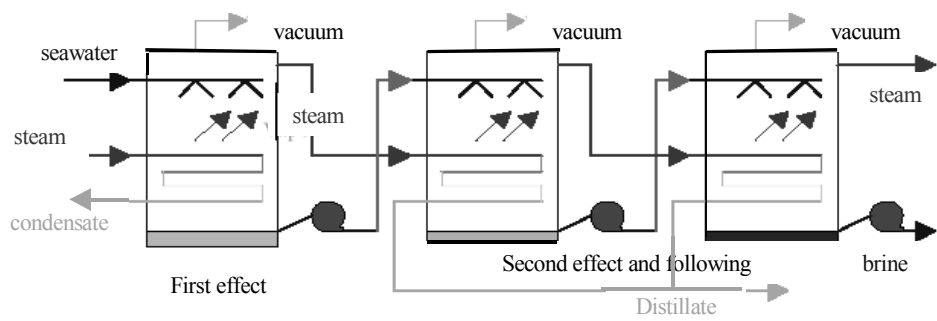 vacuum
vacuum
vacuum
seawater
steam
steam
steam
condensate
First effect
Second effect and following
brine
Distillate